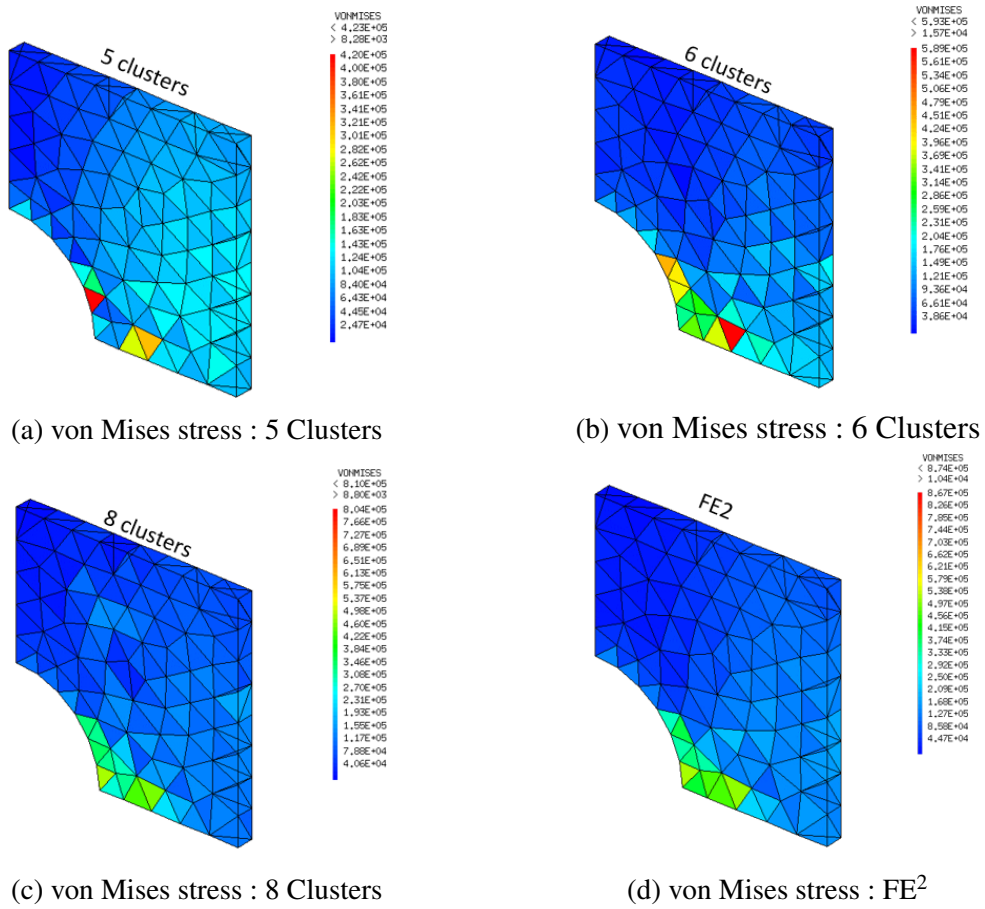 VONMISES
< 4.23E+05
> 8.28E+03
4.20E+05
4.00E+05
3.80E+05
3.61E+05
3.41E+05
3.21E+05
3.01E+05
2.82E+05
2.62E+05
2.42E+05
2.22E+05
2.03E+05
1.83E+05
1.63E+05
1.43E+05
1.24E+05
1.04E+05
8.40E+04
6.43E+04
4.45E+04
2.47E+04
5 clusters
(a) von Mises stress : 5 Clusters
VONMISES
< 5.93E+05
> 1.57E+04
5.89E+05
5.61E+05
5.34E+05
5.06E+05
4.79E+05
4.51E+05
4.24E+05
3.96E+05
3.69E+05
3.41E+05
3.14E+05
2.86E+05
2.59E+05
2.31E+05
2.04E+05
1.76E+05
1.49E+05
1.21E+05
9.36E+04
6.61E+04
3.86E+04
6 clusters
(b) von Mises stress : 6 Clusters
VONMISES
< 8.10E+05
> 8.80E+03
8.04E+05
7.66E+05
7.27E+05
6.89E+05
6.51E+05
6.13E+05
5.75E+05
5.37E+05
4.98E+05
4.60E+05
4.22E+05
3.84E+05
3.46E+05
3.08E+05
2.70E+05
2.31E+05
1.93E+05
1.55E+05
1.17E+05
7.88E+04
4.06E+04
8 clusters
(c) von Mises stress : 8 Clusters
VONMISES
< 8.74E+05
> 1.04E+04
8.67E+05
8.26E+05
7.85E+05
7.44E+05
7.03E+05
6.62E+05
6.21E+05
5.79E+05
5.38E+05
4.97E+05
4.56E+05
4.15E+05
3.74E+05
3.33E+05
2.92E+05
2.50E+05
2.09E+05
1.68E+05
1.27E+05
8.58E+04
4.47E+04
FE2
(d) von Mises stress : FE²